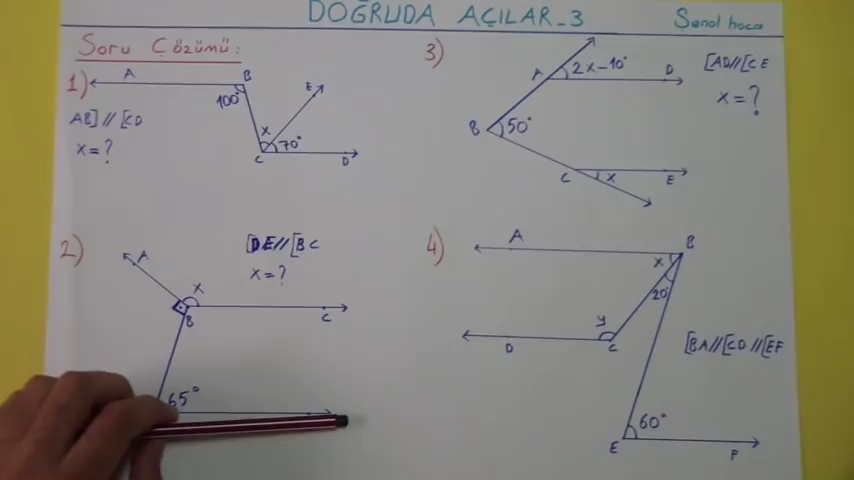 DOĞRUDA AÇILAR_3
Şenol hoca
Soru Çözümü:
1)
A
B
100°
E
AB] // [CD
x = ?
x
70°
C
D
2)
A
[DE // [BC
x = ?
x
B
C
65°
3)
A
2x-10°
D
[AD // [CE
x = ?
B
50°
C
x
E
4)
A
B
x
20°
y
D
C
[BA // [CD // [EF
60°
E
F